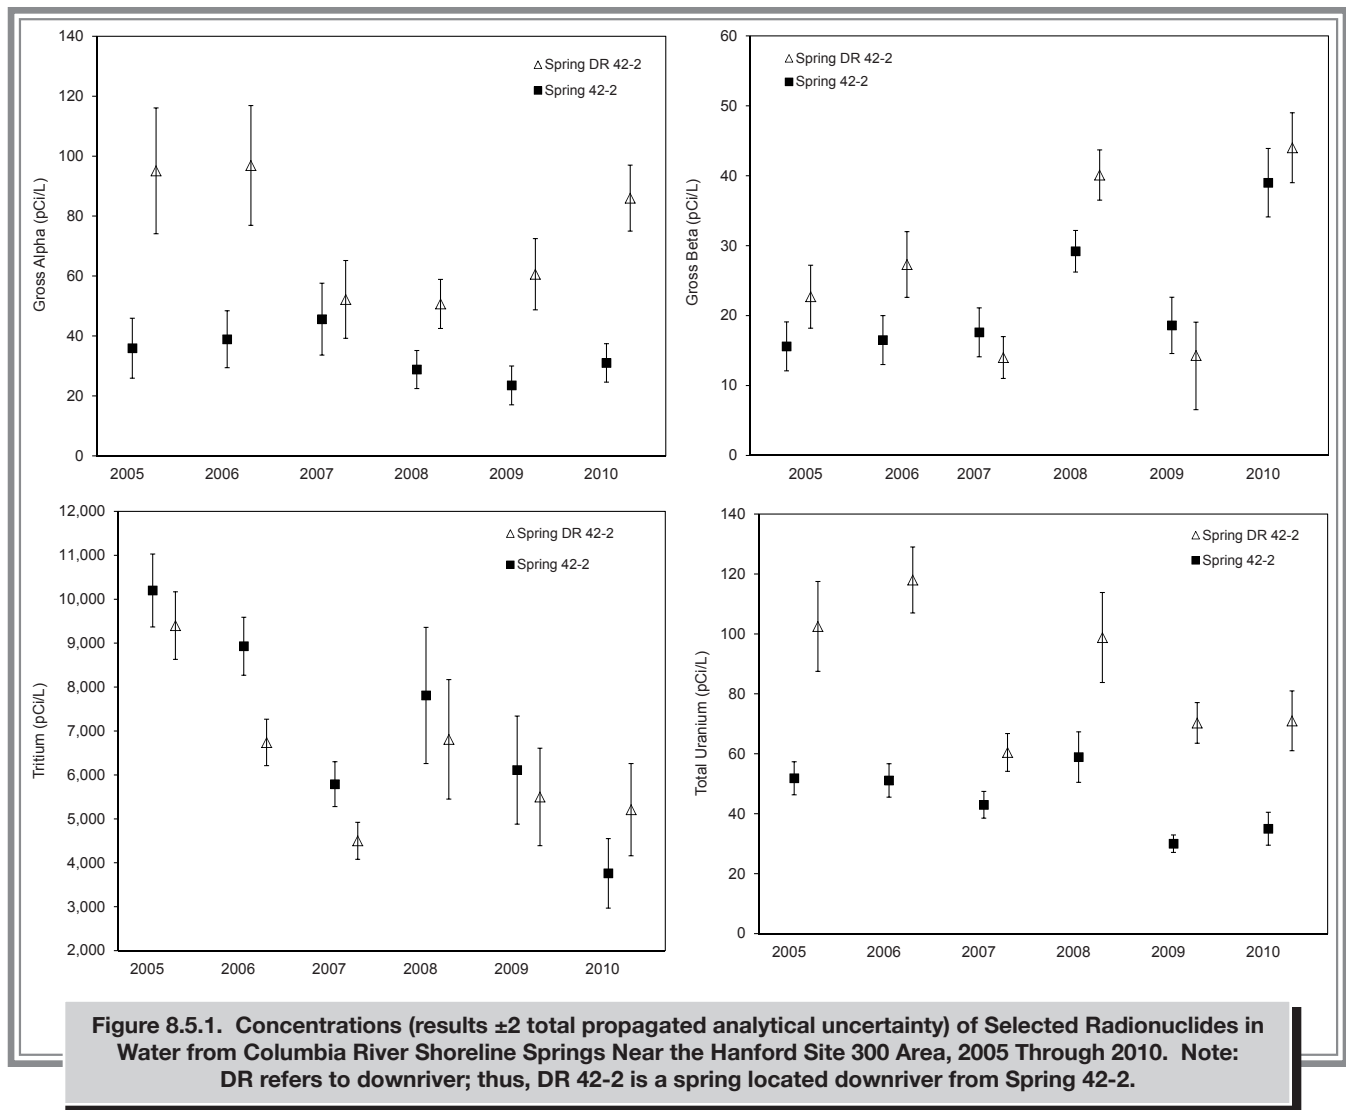 140
120
100
80
60
40
20
0
Gross Alpha (pCi/L)
Spring DR 42-2
Spring 42-2
2005 2006 2007 2008 2009 2010
60
50
40
30
20
10
0
Gross Beta (pCi/L)
Spring DR 42-2
Spring 42-2
2005 2006 2007 2008 2009 2010
12,000
11,000
10,000
9,000
8,000
7,000
6,000
5,000
4,000
3,000
2,000
Tritium (pCi/L)
Spring DR 42-2
Spring 42-2
2005 2006 2007 2008 2009 2010
140
120
100
80
60
40
20
0
Total Uranium (pCi/L)
Spring DR 42-2
Spring 42-2
2005 2006 2007 2008 2009 2010
Figure 8.5.1. Concentrations (results ±2 total propagated analytical uncertainty) of Selected Radionuclides in
Water from Columbia River Shoreline Springs Near the Hanford Site 300 Area, 2005 Through 2010. Note:
DR refers to downriver; thus, DR 42-2 is a spring located downriver from Spring 42-2.